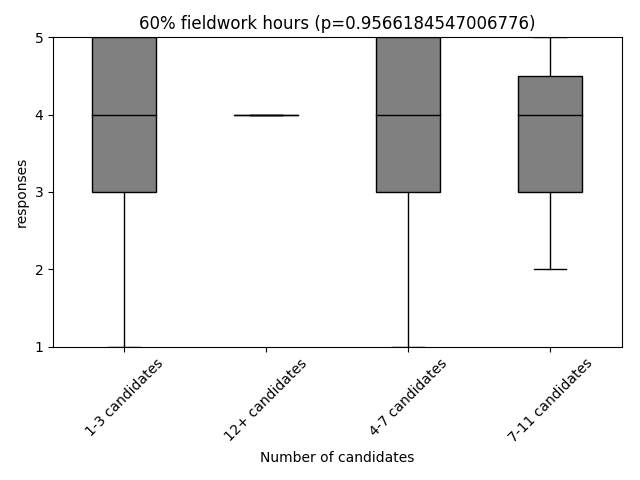 60% fieldwork hours (p=0.9566184547006776)
5
4
3
2
1
responses
1-3 candidates
12+ candidates
4-7 candidates
7-11 candidates
Number of candidates